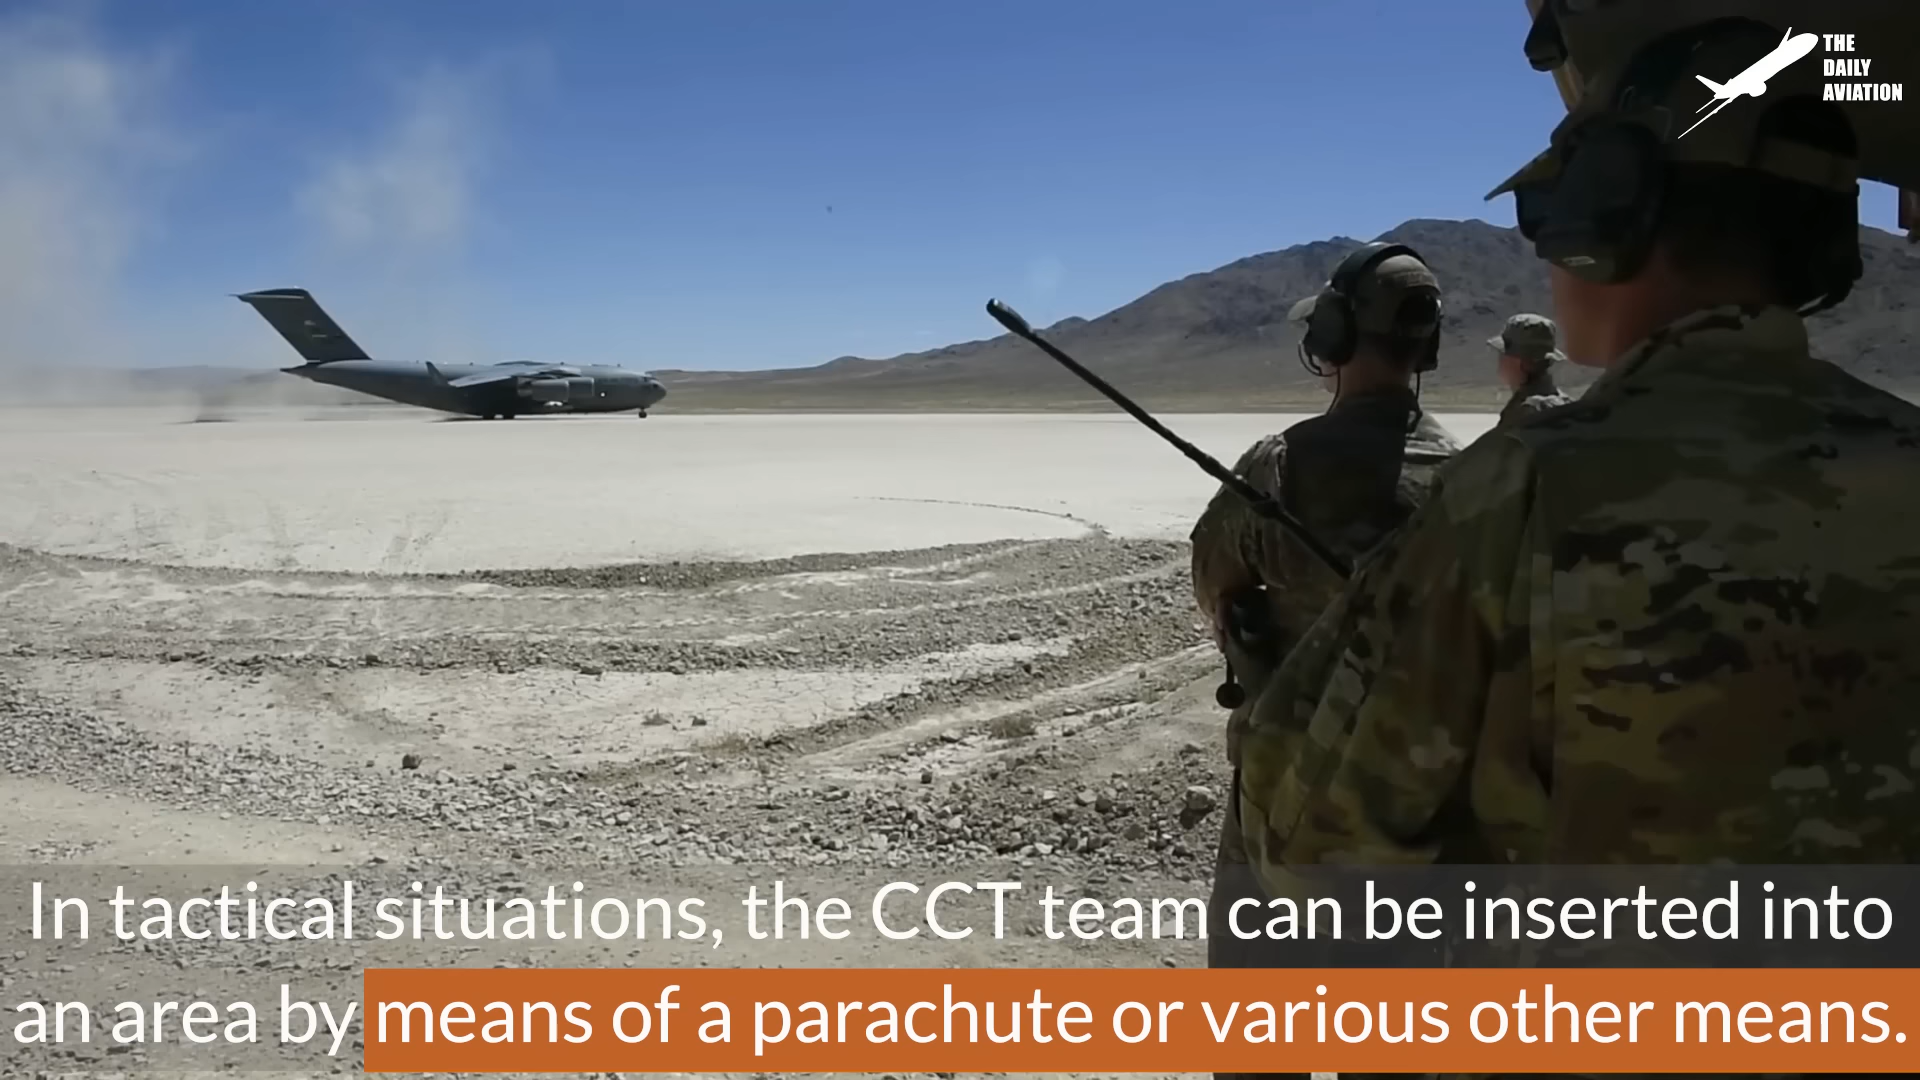 THE
DAILY
AVIATION
In tactical situations, the CCT team can be inserted into
an area by means of a parachute or various other means.